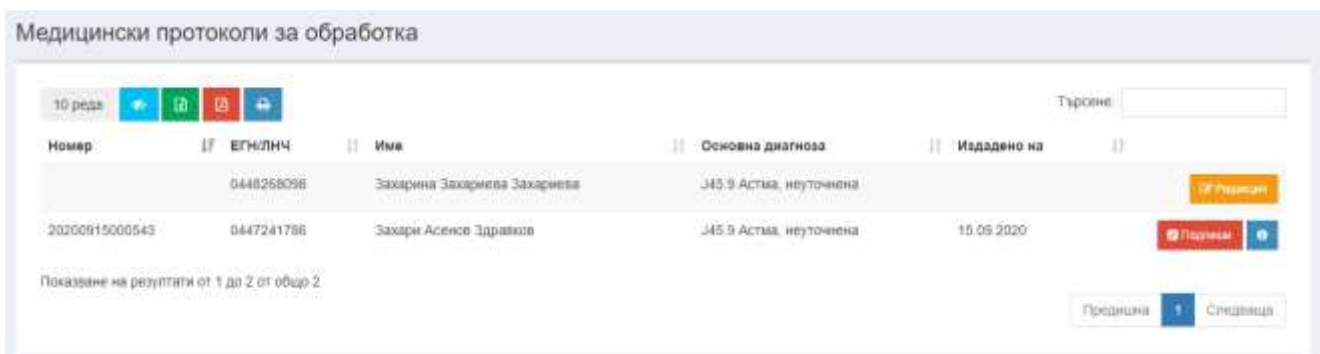 Медицински протоколи за обработка
10 реда
Търсене:
Номер ЕГН/ЛНЧ Име Основна диагноза Издадено на
0448268096 Захарина Захариева Захариева J45.9 Астма, неуточнена Редакция
20200915000543 0447241786 Захари Асенов Здравков J45.9 Астма, неуточнена 15.09.2020 Подпиши
Показване на резултати от 1 до 2 от общо 2
Предишна 1 Следваща